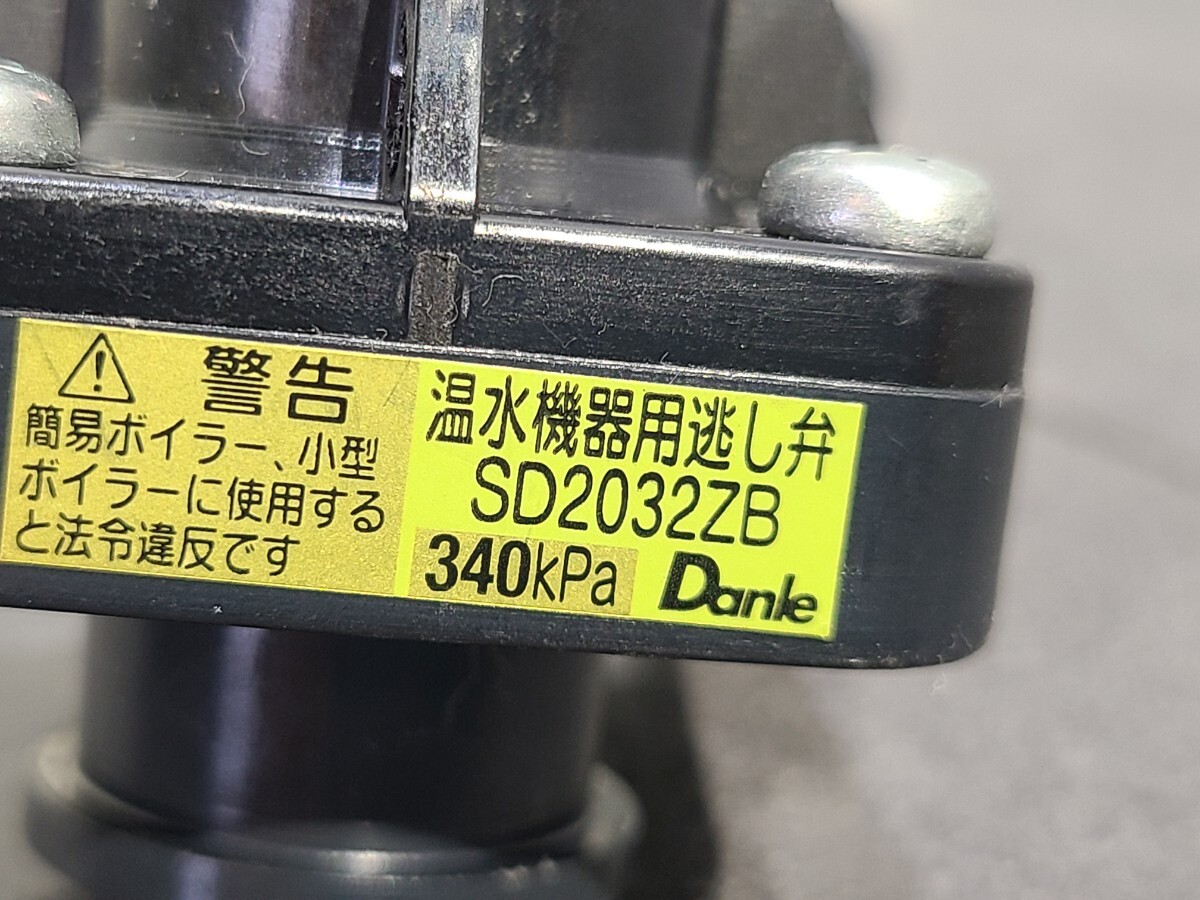 警告
簡易ボイラー、小型
ボイラーに使用する
と法令違反です
温水機器用逃し弁
SD2032ZB
340kPa
Danle